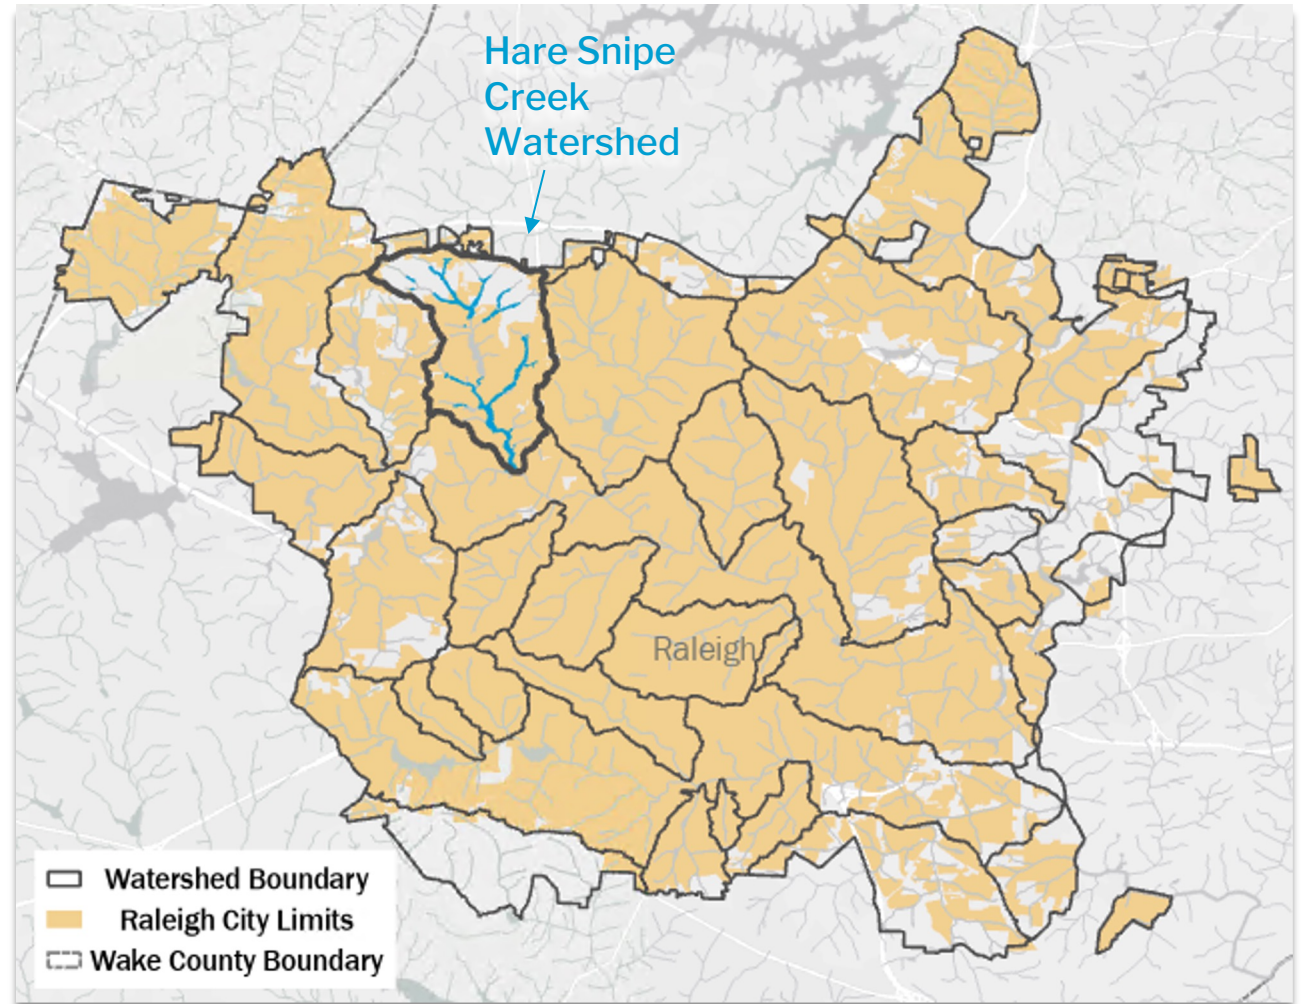 Hare Snipe
Creek
Watershed
Raleigh
Watershed Boundary
Raleigh City Limits
Wake County Boundary